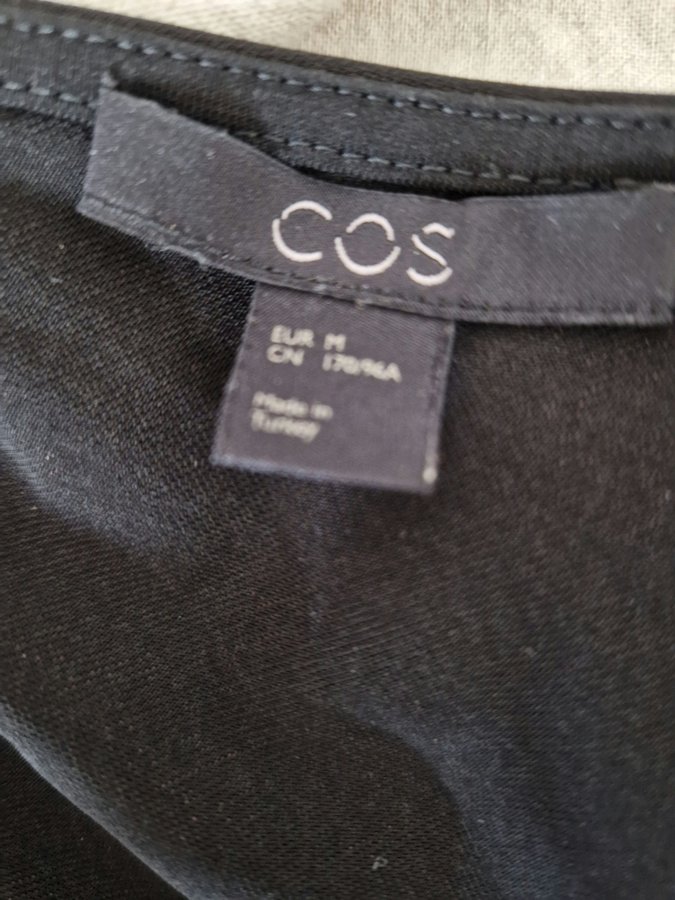 COS
EUR M
CN 170/96A
Made in
Turkey